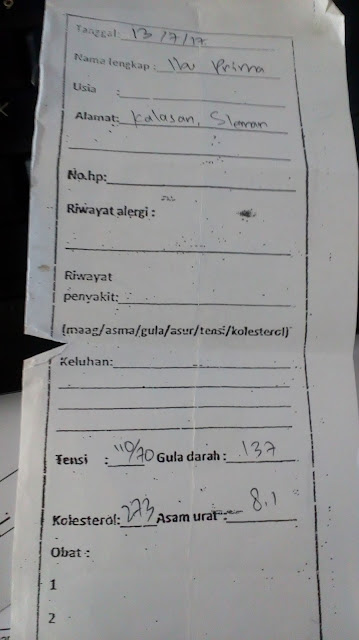 Tanggal: 13/7/17
Nama lengkap : Ibu Prima
Usia :
Alamat: Kalasan, Sleman
No.hp:
Riwayat alergi :
Riwayat
penyakit:
(maag/asma/gula/asur/tensi/kolesterol)
Keluhan:
Tensi : 110/70 Gula darah : 137
Kolesterol: 273 Asam urat : 8.1
Obat :
1
2